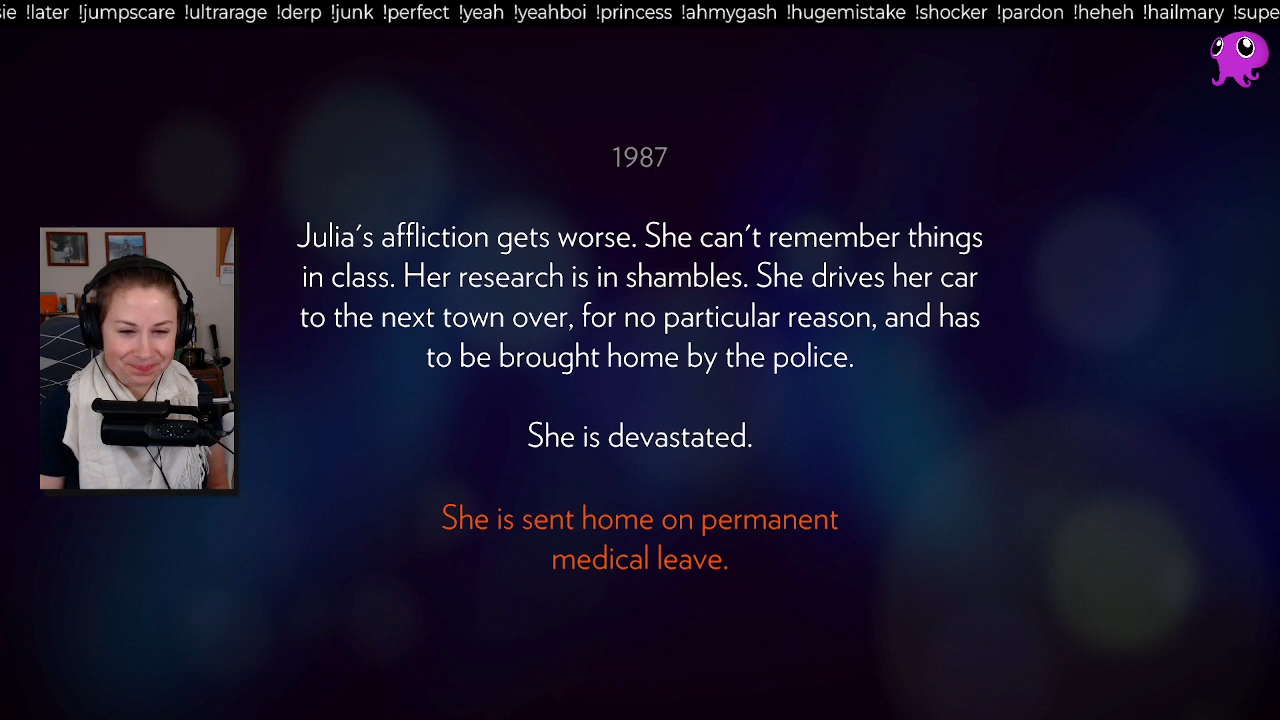 !later !jumpscare !ultrarage !derp !junk !perfect !yeah !yeahboi !princess !ahmygash !hugemistake !shocker !pardon !heheh !hailmary
1987
Julia's affliction gets worse. She can't remember things
in class. Her research is in shambles. She drives her car
to the next town over, for no particular reason, and has
to be brought home by the police.
She is devastated.
She is sent home on permanent
medical leave.